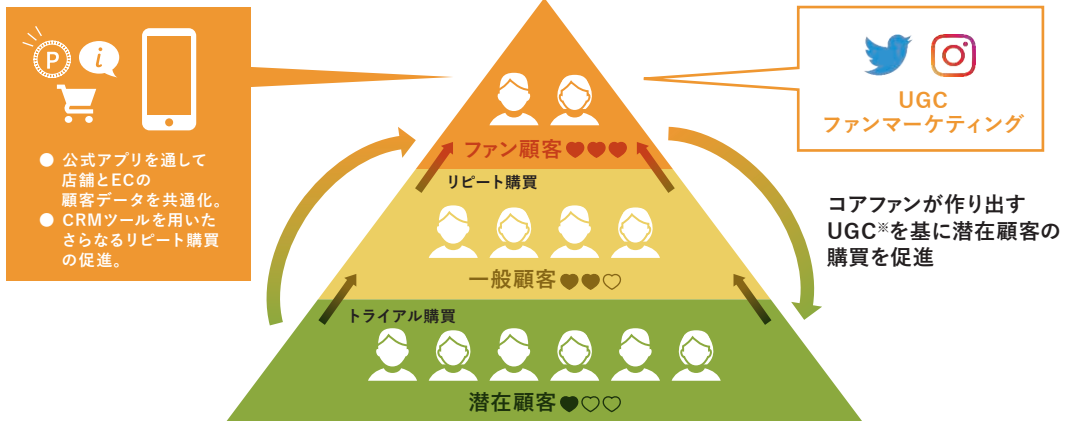 P
i
● 公式アプリを通して
店舗とECの
顧客データを共通化。
● CRMツールを用いた
さらなるリピート購買
の促進。
UGC
ファンマーケティング
ファン顧客♥♥♥
リピート購買
一般顧客♥♥♡
トライアル購買
潜在顧客♥♡♡
コアファンが作り出す
UGC※を基に潜在顧客の
購買を促進